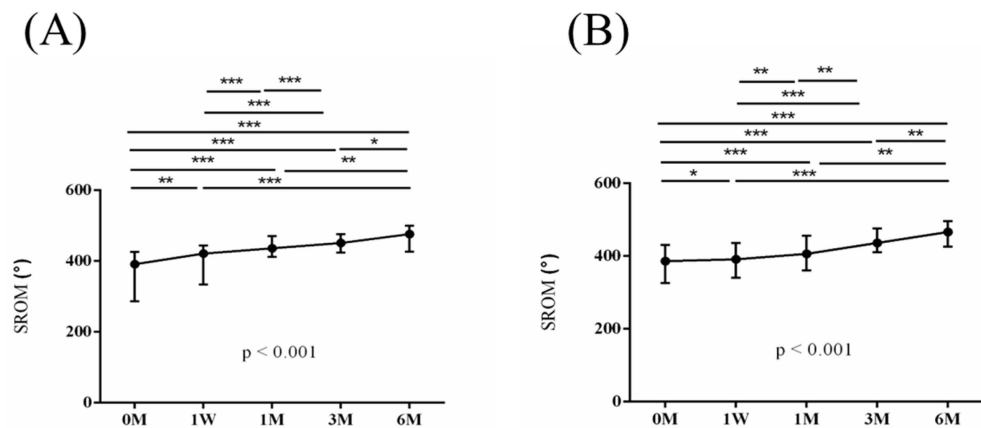 (A)
*** ***
***
***
*** *
*** **
** ***
600
400
200
0
SROM (°)
p < 0.001
0M 1W 1M 3M 6M
(B)
** **
***
***
*** **
*** **
* ***
600
400
200
0
SROM (°)
p < 0.001
0M 1W 1M 3M 6M